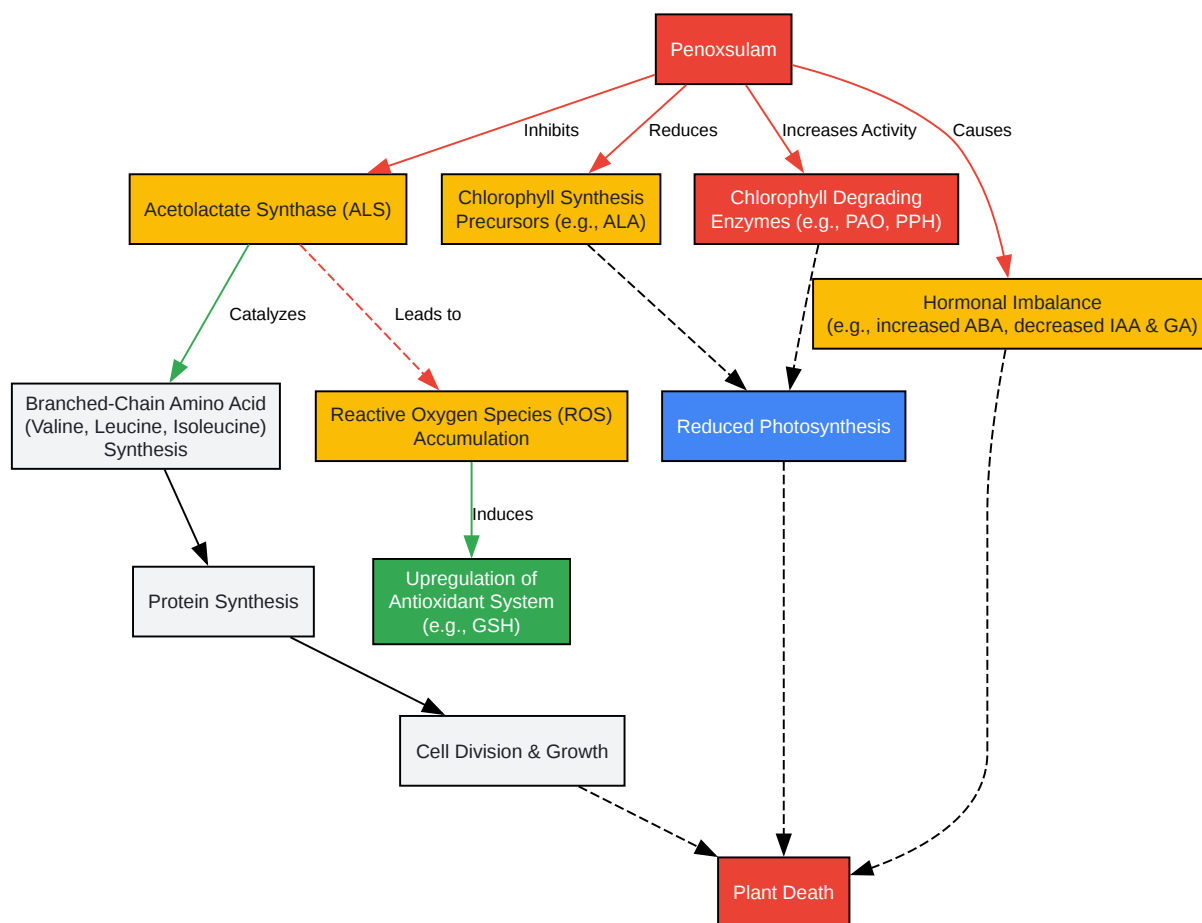 Penoxsulam
Inhibits
Reduces
Increases Activity
Causes
Acetolactate Synthase (ALS)
Chlorophyll Synthesis
Precursors (e.g., ALA)
Chlorophyll Degrading
Enzymes (e.g., PAO, PPH)
Hormonal Imbalance
(e.g., increased ABA, decreased IAA & GA)
Catalyzes
Leads to
Branched-Chain Amino Acid
(Valine, Leucine, Isoleucine)
Synthesis
Reactive Oxygen Species (ROS)
Accumulation
Reduced Photosynthesis
Induces
Upregulation of
Antioxidant System
(e.g., GSH)
Protein Synthesis
Cell Division & Growth
Plant Death